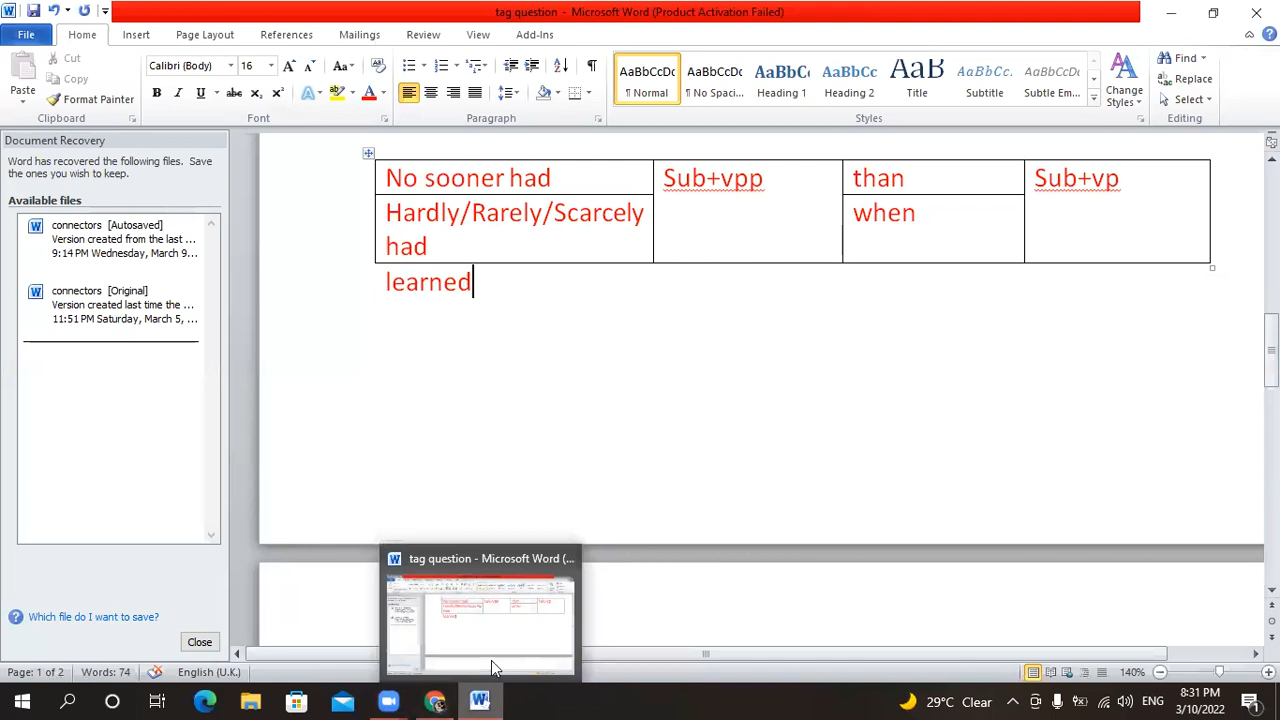 tag question - Microsoft Word (Product Activation Failed)
File Home Insert Page Layout References Mailings Review View Add-Ins
Paste
Cut
Copy
Format Painter
Clipboard
Calibri (Body) 16
Font
Paragraph
AaBbCcDc AaBbCcDc AaBbCc AaBbCc AaB AaBbCcDc AaBbCcDc
¶ Normal ¶ No Spaci... Heading 1 Heading 2 Title Subtitle Subtle Em...
Change Styles
Styles
Find
Replace
Select
Editing
Document Recovery
Word has recovered the following files. Save
the ones you wish to keep.
Available files
connectors [Autosaved]
Version created from the last ...
9:14 PM Wednesday, March 9...
connectors [Original]
Version created last time the ...
11:51 PM Saturday, March 5, ...
Which file do I want to save?
Close
No sooner had Sub+vpp than Sub+vp
Hardly/Rarely/Scarcely when
had
learned
tag question - Microsoft Word (...
Page: 1 of 2 Words: 74 English (U.K.) 140%
29°C Clear ENG 8:31 PM
3/10/2022